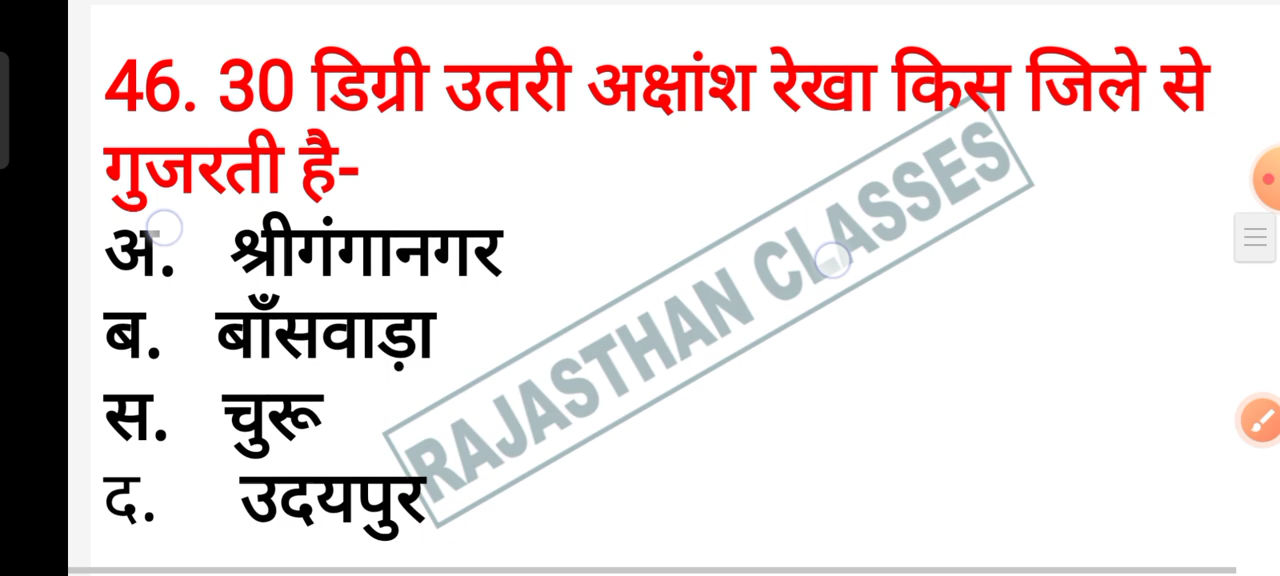 46. 30 डिग्री उतरी अक्षांश रेखा किस जिले से
गुजरती है-
अ. श्रीगंगानगर
ब. बाँसवाड़ा
स. चुरू
द. उदयपुर
RAJASTHAN CLASSES